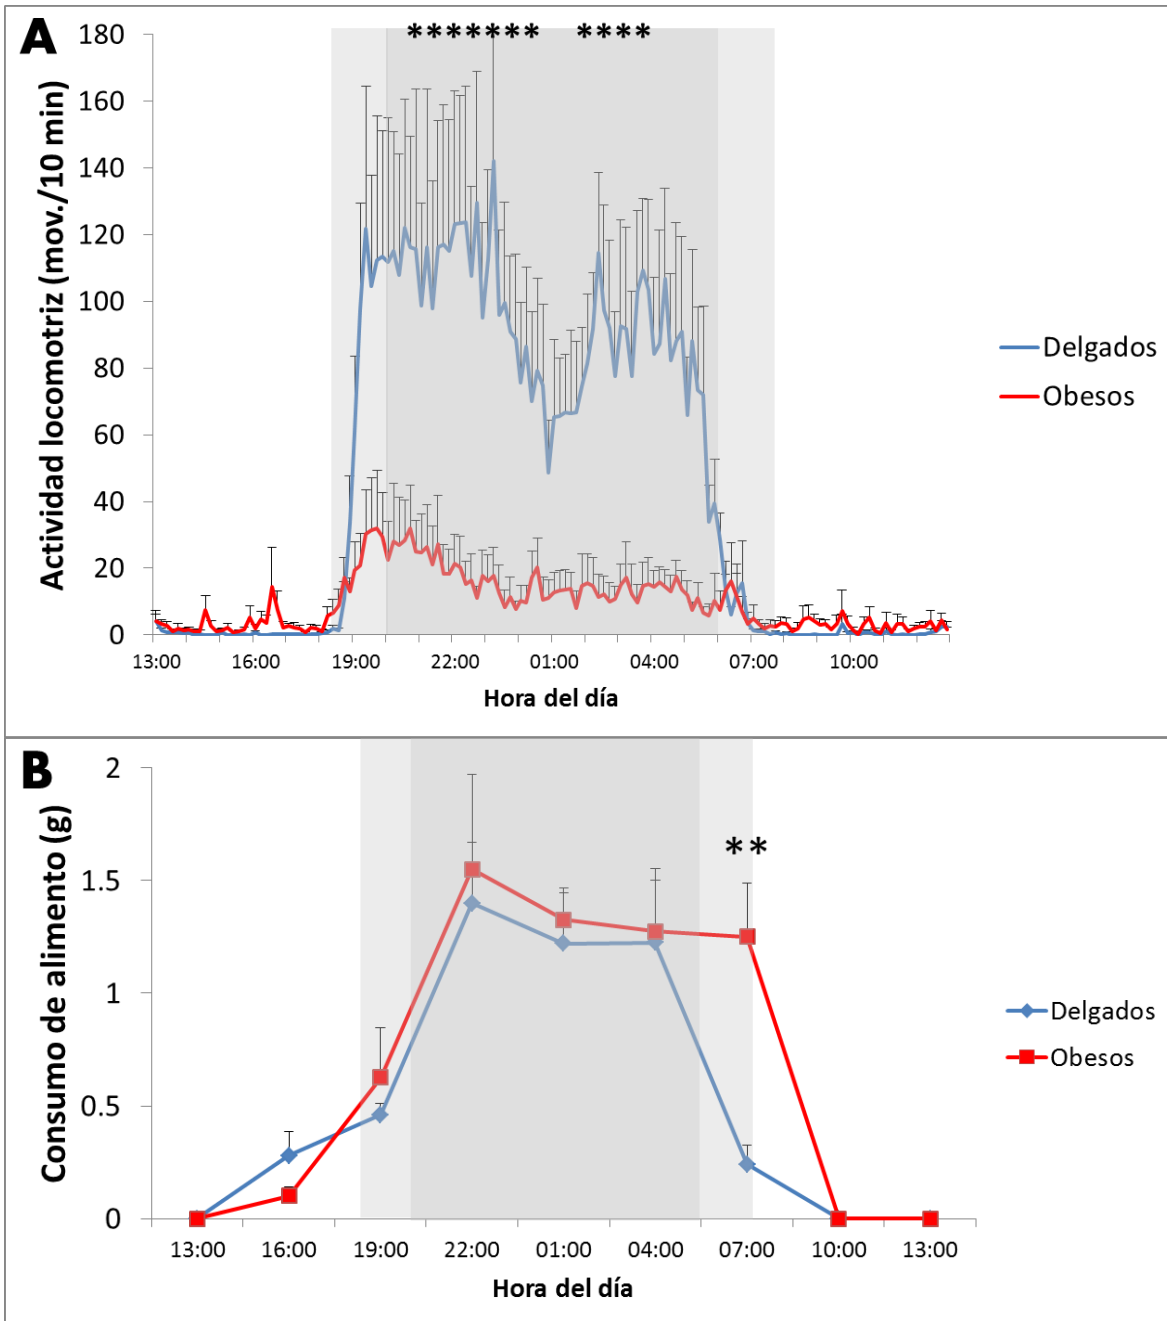 A
*******  ****
180
160
140
120
100
80
60
40
20
0
Actividad locomotriz (mov./10 min)
13:00 16:00 19:00 22:00 01:00 04:00 07:00 10:00
Hora del día
Delgados
Obesos
B
**
2
1.5
1
0.5
0
Consumo de alimento (g)
13:00 16:00 19:00 22:00 01:00 04:00 07:00 10:00 13:00
Hora del día
Delgados
Obesos